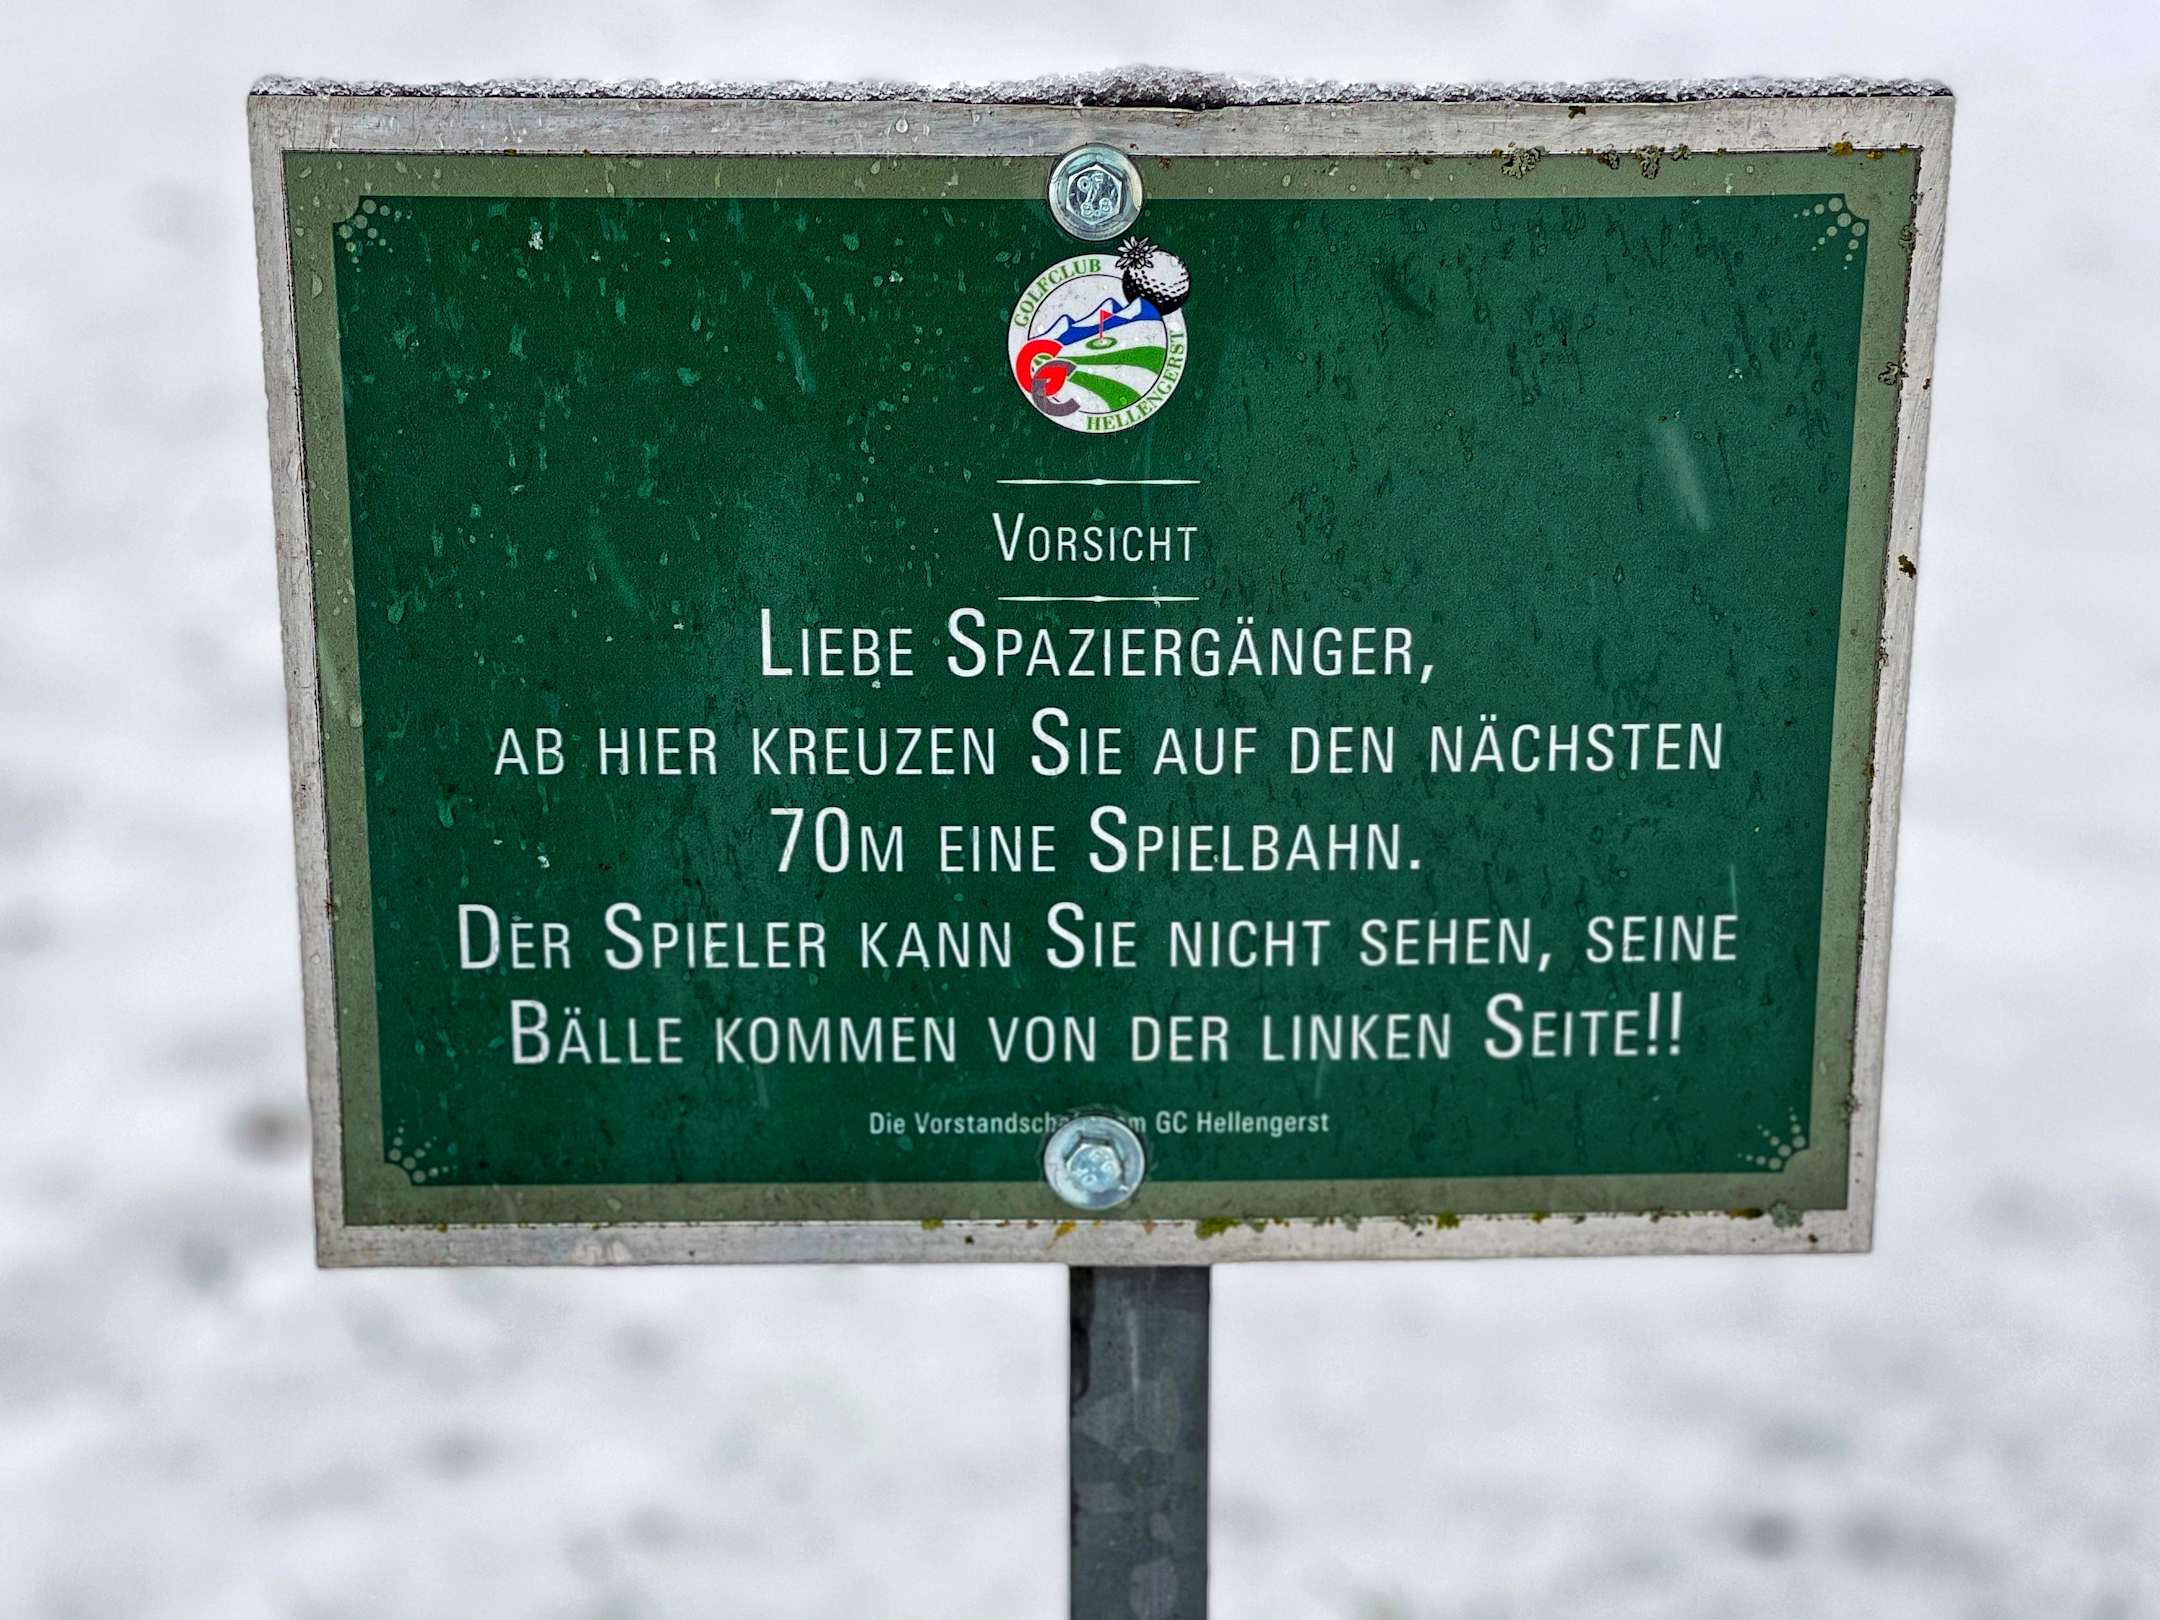 GOLFCLUB
HELLENGERST
GC
VORSICHT
LIEBE SPAZIERGÄNGER,
AB HIER KREUZEN SIE AUF DEN NÄCHSTEN
70M EINE SPIELBAHN.
DER SPIELER KANN SIE NICHT SEHEN, SEINE
BÄLLE KOMMEN VON DER LINKEN SEITE!!
Die GC Hellengerst